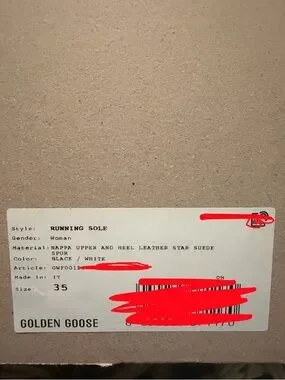 Style: RUNNING SOLE
Gender: Woman
Material: NAPPA UPPER AND HEEL LEATHER STAR SUEDE
SPUR
Color: BLACK / WHITE
Article:
Made in: IT
DH
Size: 35
GOLDEN GOOSE